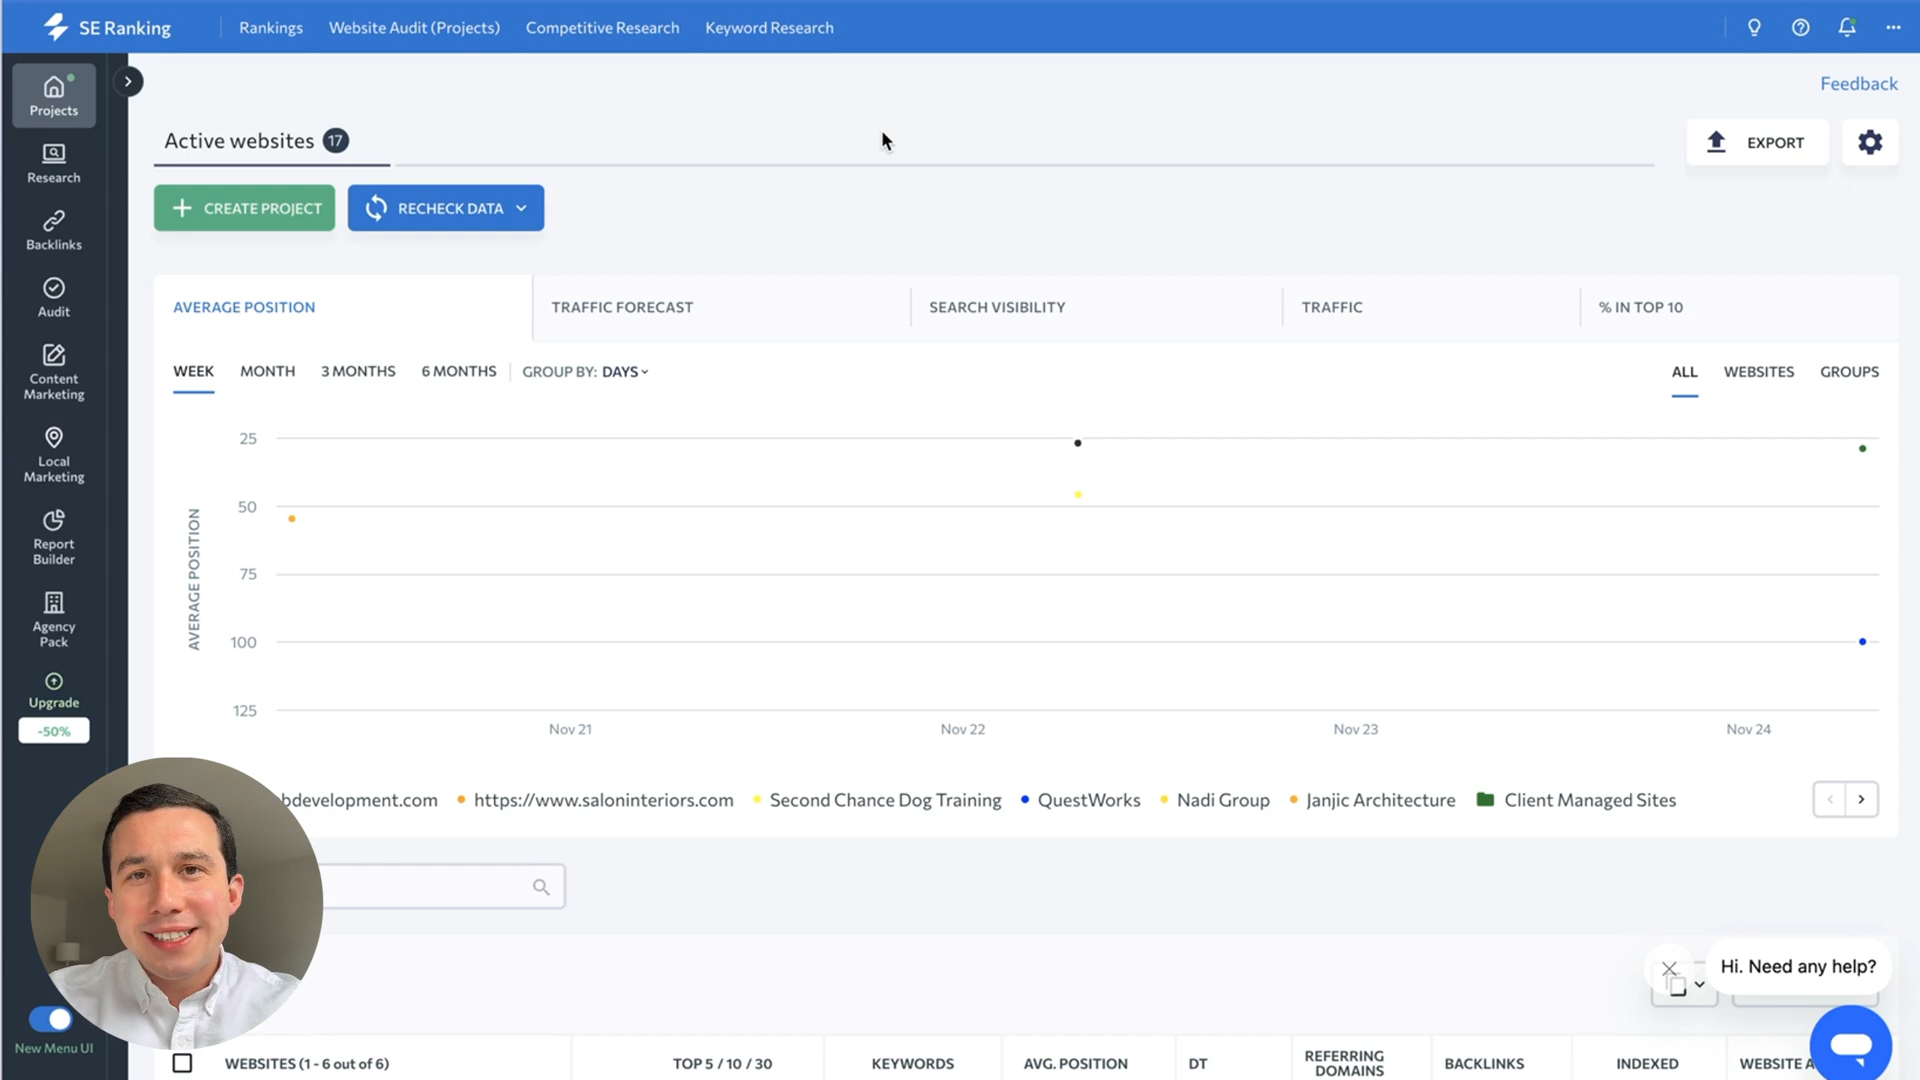 SE Ranking
Rankings
Website Audit (Projects)
Competitive Research
Keyword Research
Projects
Research
Backlinks
Audit
Content
Marketing
Local
Marketing
Report
Builder
Agency
Pack
Upgrade
-50%
New Menu UI
Feedback
Active websites 17
EXPORT
CREATE PROJECT
RECHECK DATA
AVERAGE POSITION
TRAFFIC FORECAST
SEARCH VISIBILITY
TRAFFIC
% IN TOP 10
WEEK
MONTH
3 MONTHS
6 MONTHS
GROUP BY: DAYS
ALL
WEBSITES
GROUPS
AVERAGE POSITION
25
50
75
100
125
Nov 21
Nov 22
Nov 23
Nov 24
bdevelopment.com
https://www.saloninteriors.com
Second Chance Dog Training
QuestWorks
Nadi Group
Janjic Architecture
Client Managed Sites
Hi. Need any help?
WEBSITES (1 - 6 out of 6)
TOP 5 / 10 / 30
KEYWORDS
AVG. POSITION
DT
REFERRING
DOMAINS
BACKLINKS
INDEXED
WEBSITE A